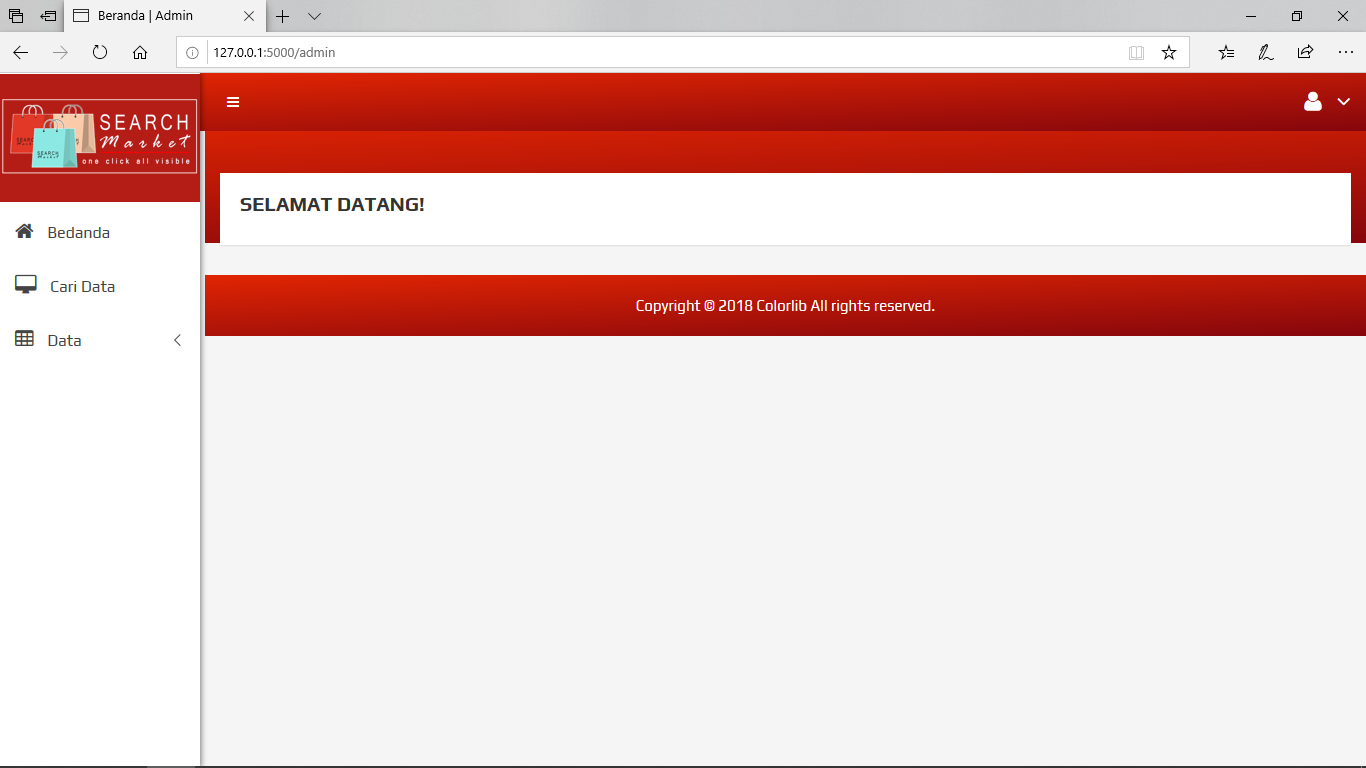 Beranda | Admin
127.0.0.1:5000/admin
SEARCH
Market
one click all visible
SEARCH
Market
Bedanda
Cari Data
Data
SELAMAT DATANG!
Copyright © 2018 Colorlib All rights reserved.